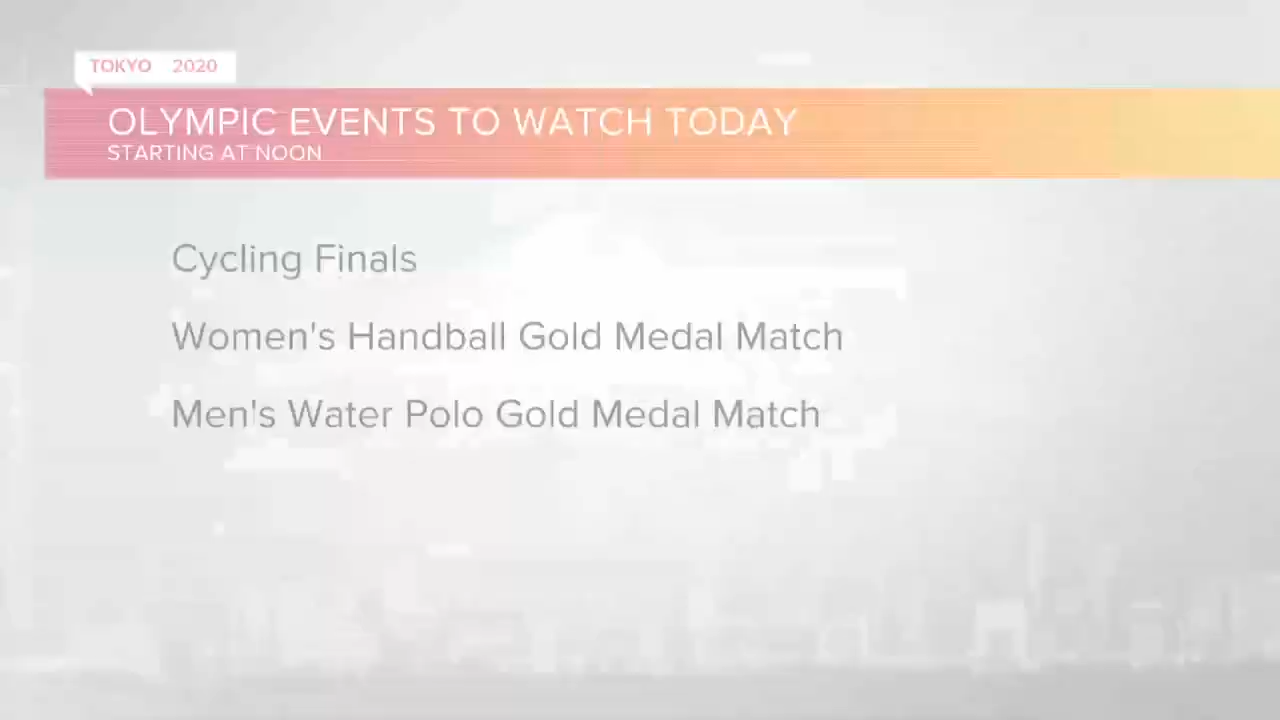 TOKYO 2020
OLYMPIC EVENTS TO WATCH TODAY
STARTING AT NOON
Cycling Finals
Women's Handball Gold Medal Match
Men's Water Polo Gold Medal Match